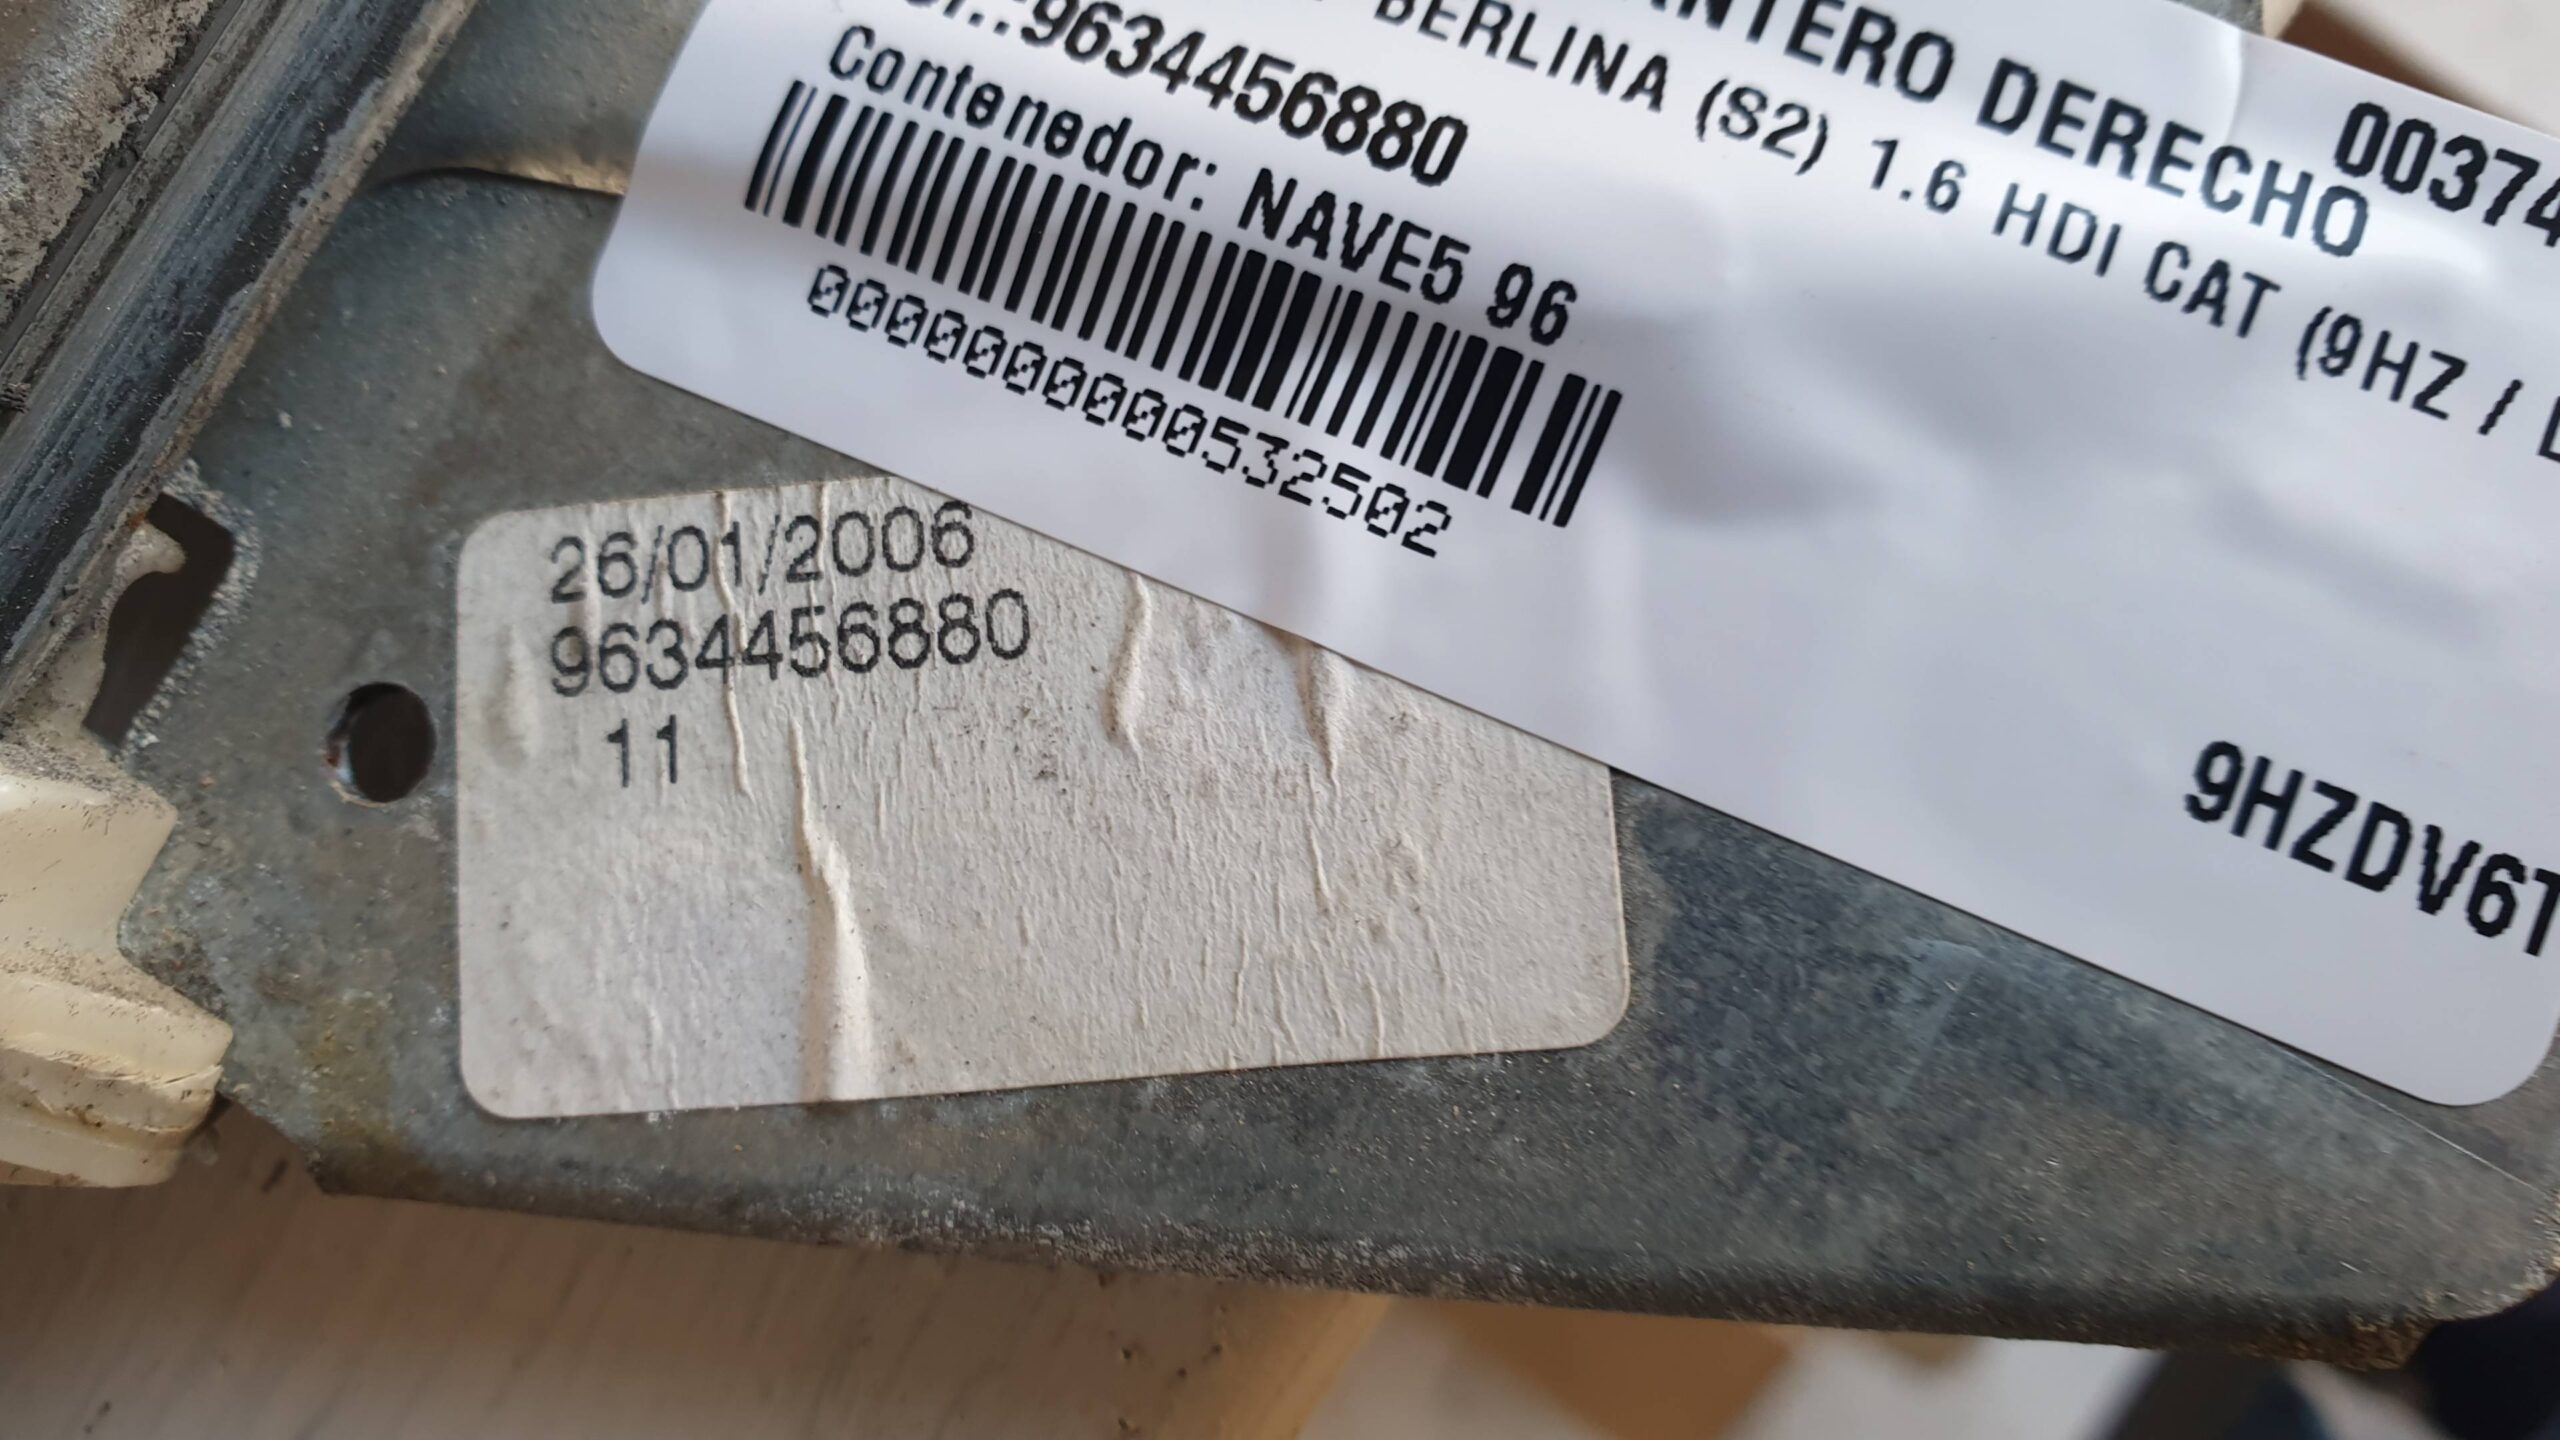 DERECHO
00374
BERLINA (S2) 1.6 HDI CAT (9HZ /
9634456880
Contenedor: NAVE5 96
0000000000532502
9HZDV6T
26/01/2006
9634456880
11